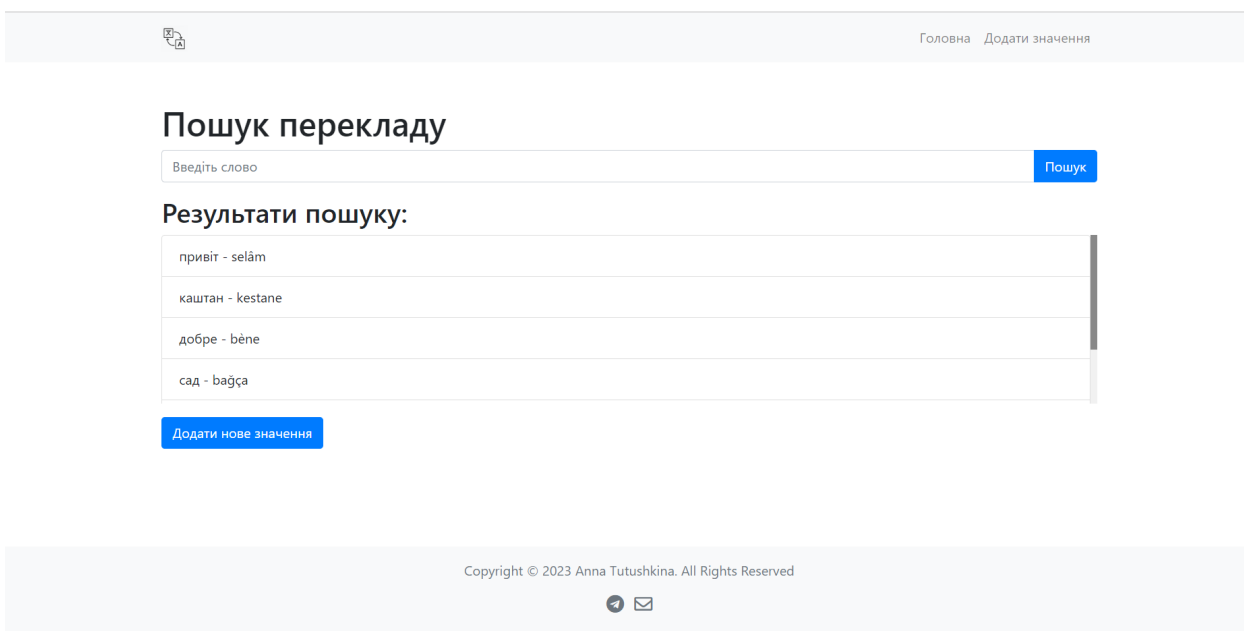 Головна Додати значення
Пошук перекладу
Введіть слово
Пошук
Результати пошуку:
привіт - selâm
каштан - kestane
добре - bène
сад - bağça
Додати нове значення
Copyright © 2023 Anna Tutushkina. All Rights Reserved